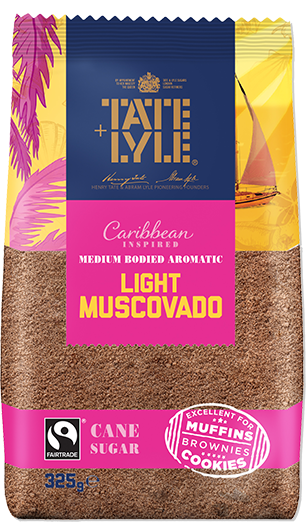 TATE
+LYLE®
HENRY TATE & ABRAM LYLE PIONEERING FOUNDERS
Caribbean
INSPIRED
MEDIUM BODIED AROMATIC
LIGHT
MUSCOVADO
EXCELLENT FOR
MUFFINS
BROWNIES
COOKIES
FAIRTRADE
CANE
SUGAR
325g℮